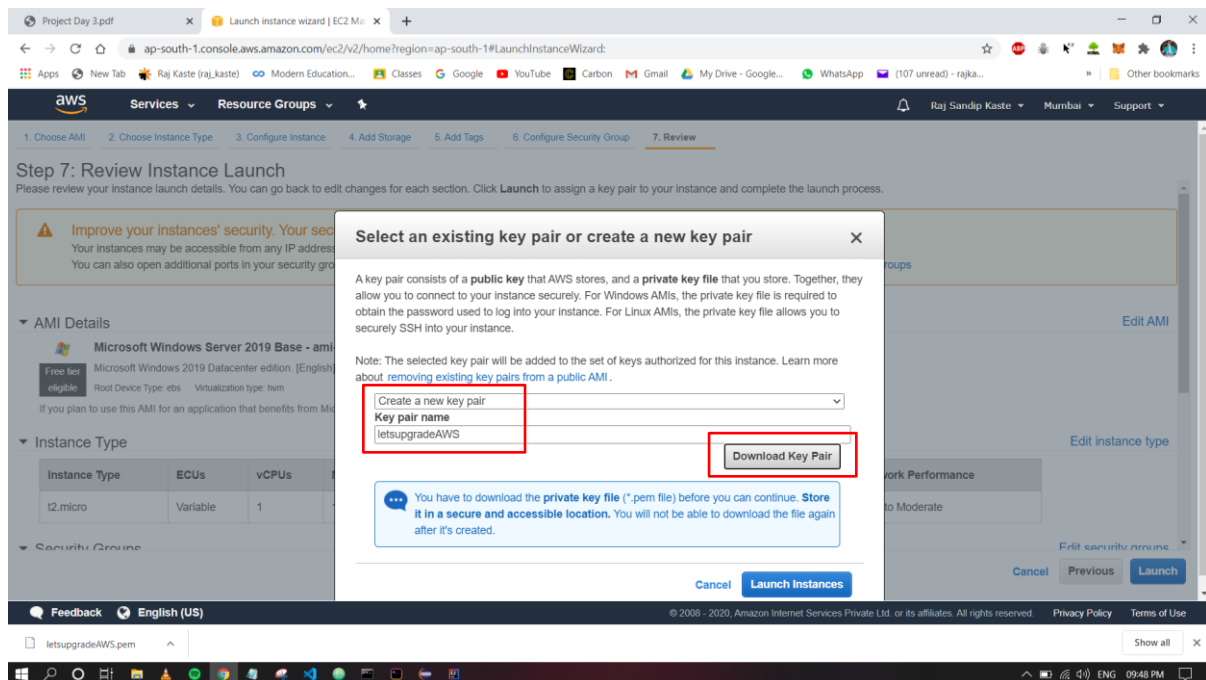 Project Day 3.pdf
Launch instance wizard | EC2 Ma
ap-south-1.console.aws.amazon.com/ec2/v2/home?region=ap-south-1#LaunchInstanceWizard:
Apps New Tab Raj Kaste (raj_kaste) Modern Education... Classes Google YouTube Carbon Gmail My Drive - Google... WhatsApp (107 unread) - rajka... » Other bookmarks
aws Services Resource Groups Raj Sandip Kaste Mumbai Support
1. Choose AMI 2. Choose Instance Type 3. Configure Instance 4. Add Storage 5. Add Tags 6. Configure Security Group 7. Review
Step 7: Review Instance Launch
Please review your instance launch details. You can go back to edit changes for each section. Click Launch to assign a key pair to your instance and complete the launch process.
Improve your instances' security. Your sec
Your instances may be accessible from any IP address
You can also open additional ports in your security gro
roups
AMI Details
Edit AMI
Microsoft Windows Server 2019 Base - ami-
Free tier eligible
Microsoft Windows 2019 Datacenter edition. [English]
Root Device Type: ebs Virtualization type: hvm
If you plan to use this AMI for an application that benefits from Mic
Instance Type
Edit instance type
Instance Type ECUs vCPUs work Performance
t2.micro Variable 1 to Moderate
Security Groups
Edit security groups
Cancel Previous Launch
Select an existing key pair or create a new key pair
A key pair consists of a public key that AWS stores, and a private key file that you store. Together, they
allow you to connect to your instance securely. For Windows AMIs, the private key file is required to
obtain the password used to log into your instance. For Linux AMIs, the private key file allows you to
securely SSH into your instance.
Note: The selected key pair will be added to the set of keys authorized for this instance. Learn more
about removing existing key pairs from a public AMI .
Create a new key pair
Key pair name
letsupgradeAWS
Download Key Pair
You have to download the private key file (*.pem file) before you can continue. Store
it in a secure and accessible location. You will not be able to download the file again
after it's created.
Cancel Launch Instances
Feedback English (US) © 2008 - 2020, Amazon Internet Services Private Ltd. or its affiliates. All rights reserved. Privacy Policy Terms of Use
letsupgradeAWS.pem Show all
ENG 09:48 PM